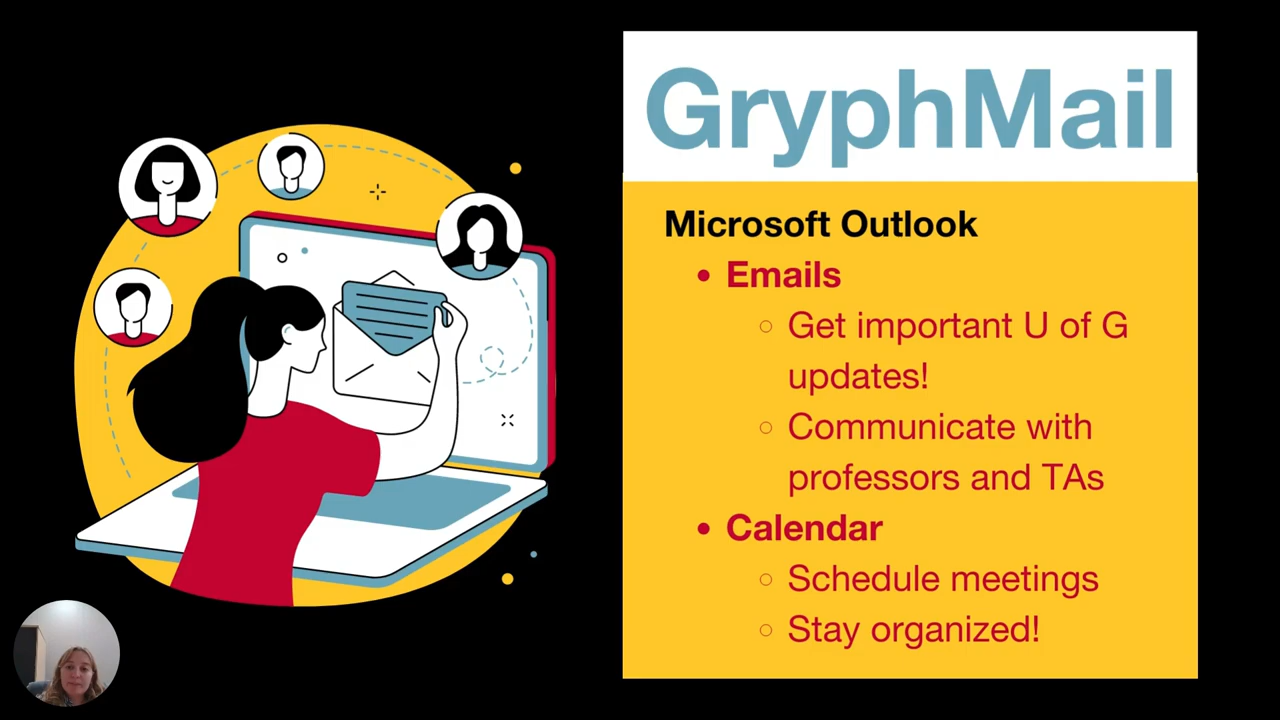 GryphMail
Microsoft Outlook
• Emails
○ Get important U of G
updates!
○ Communicate with
professors and TAs
• Calendar
○ Schedule meetings
○ Stay organized!